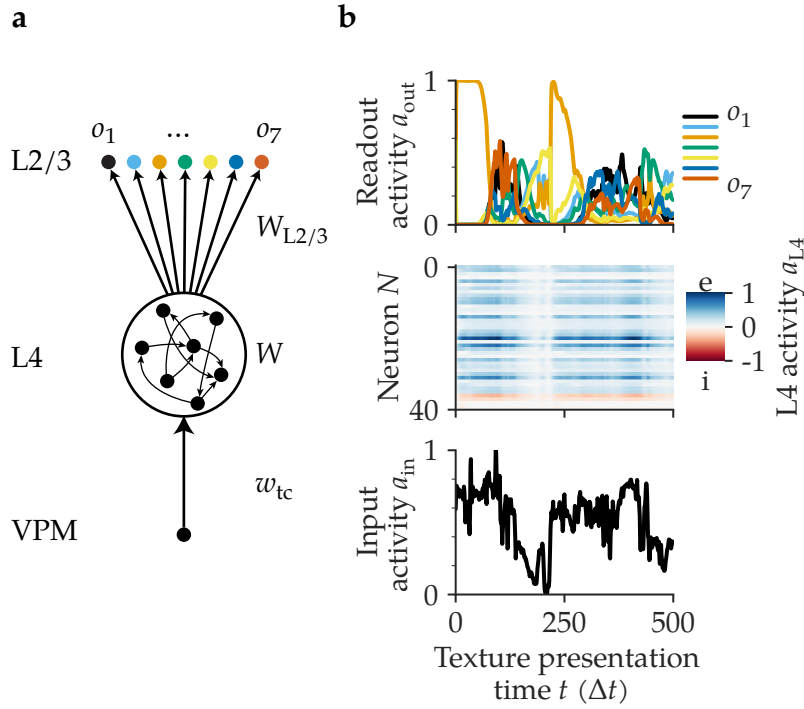 a
o1 ... o7
L2/3
WL2/3
L4
W
wtc
VPM
b
Readout
activity aout
1
0
o1
o7
Neuron N
0
40
e
1
0
-1
i
L4 activity aL4
Input
activity ain
1
0
0 250 500
Texture presentation
time t (Δt)